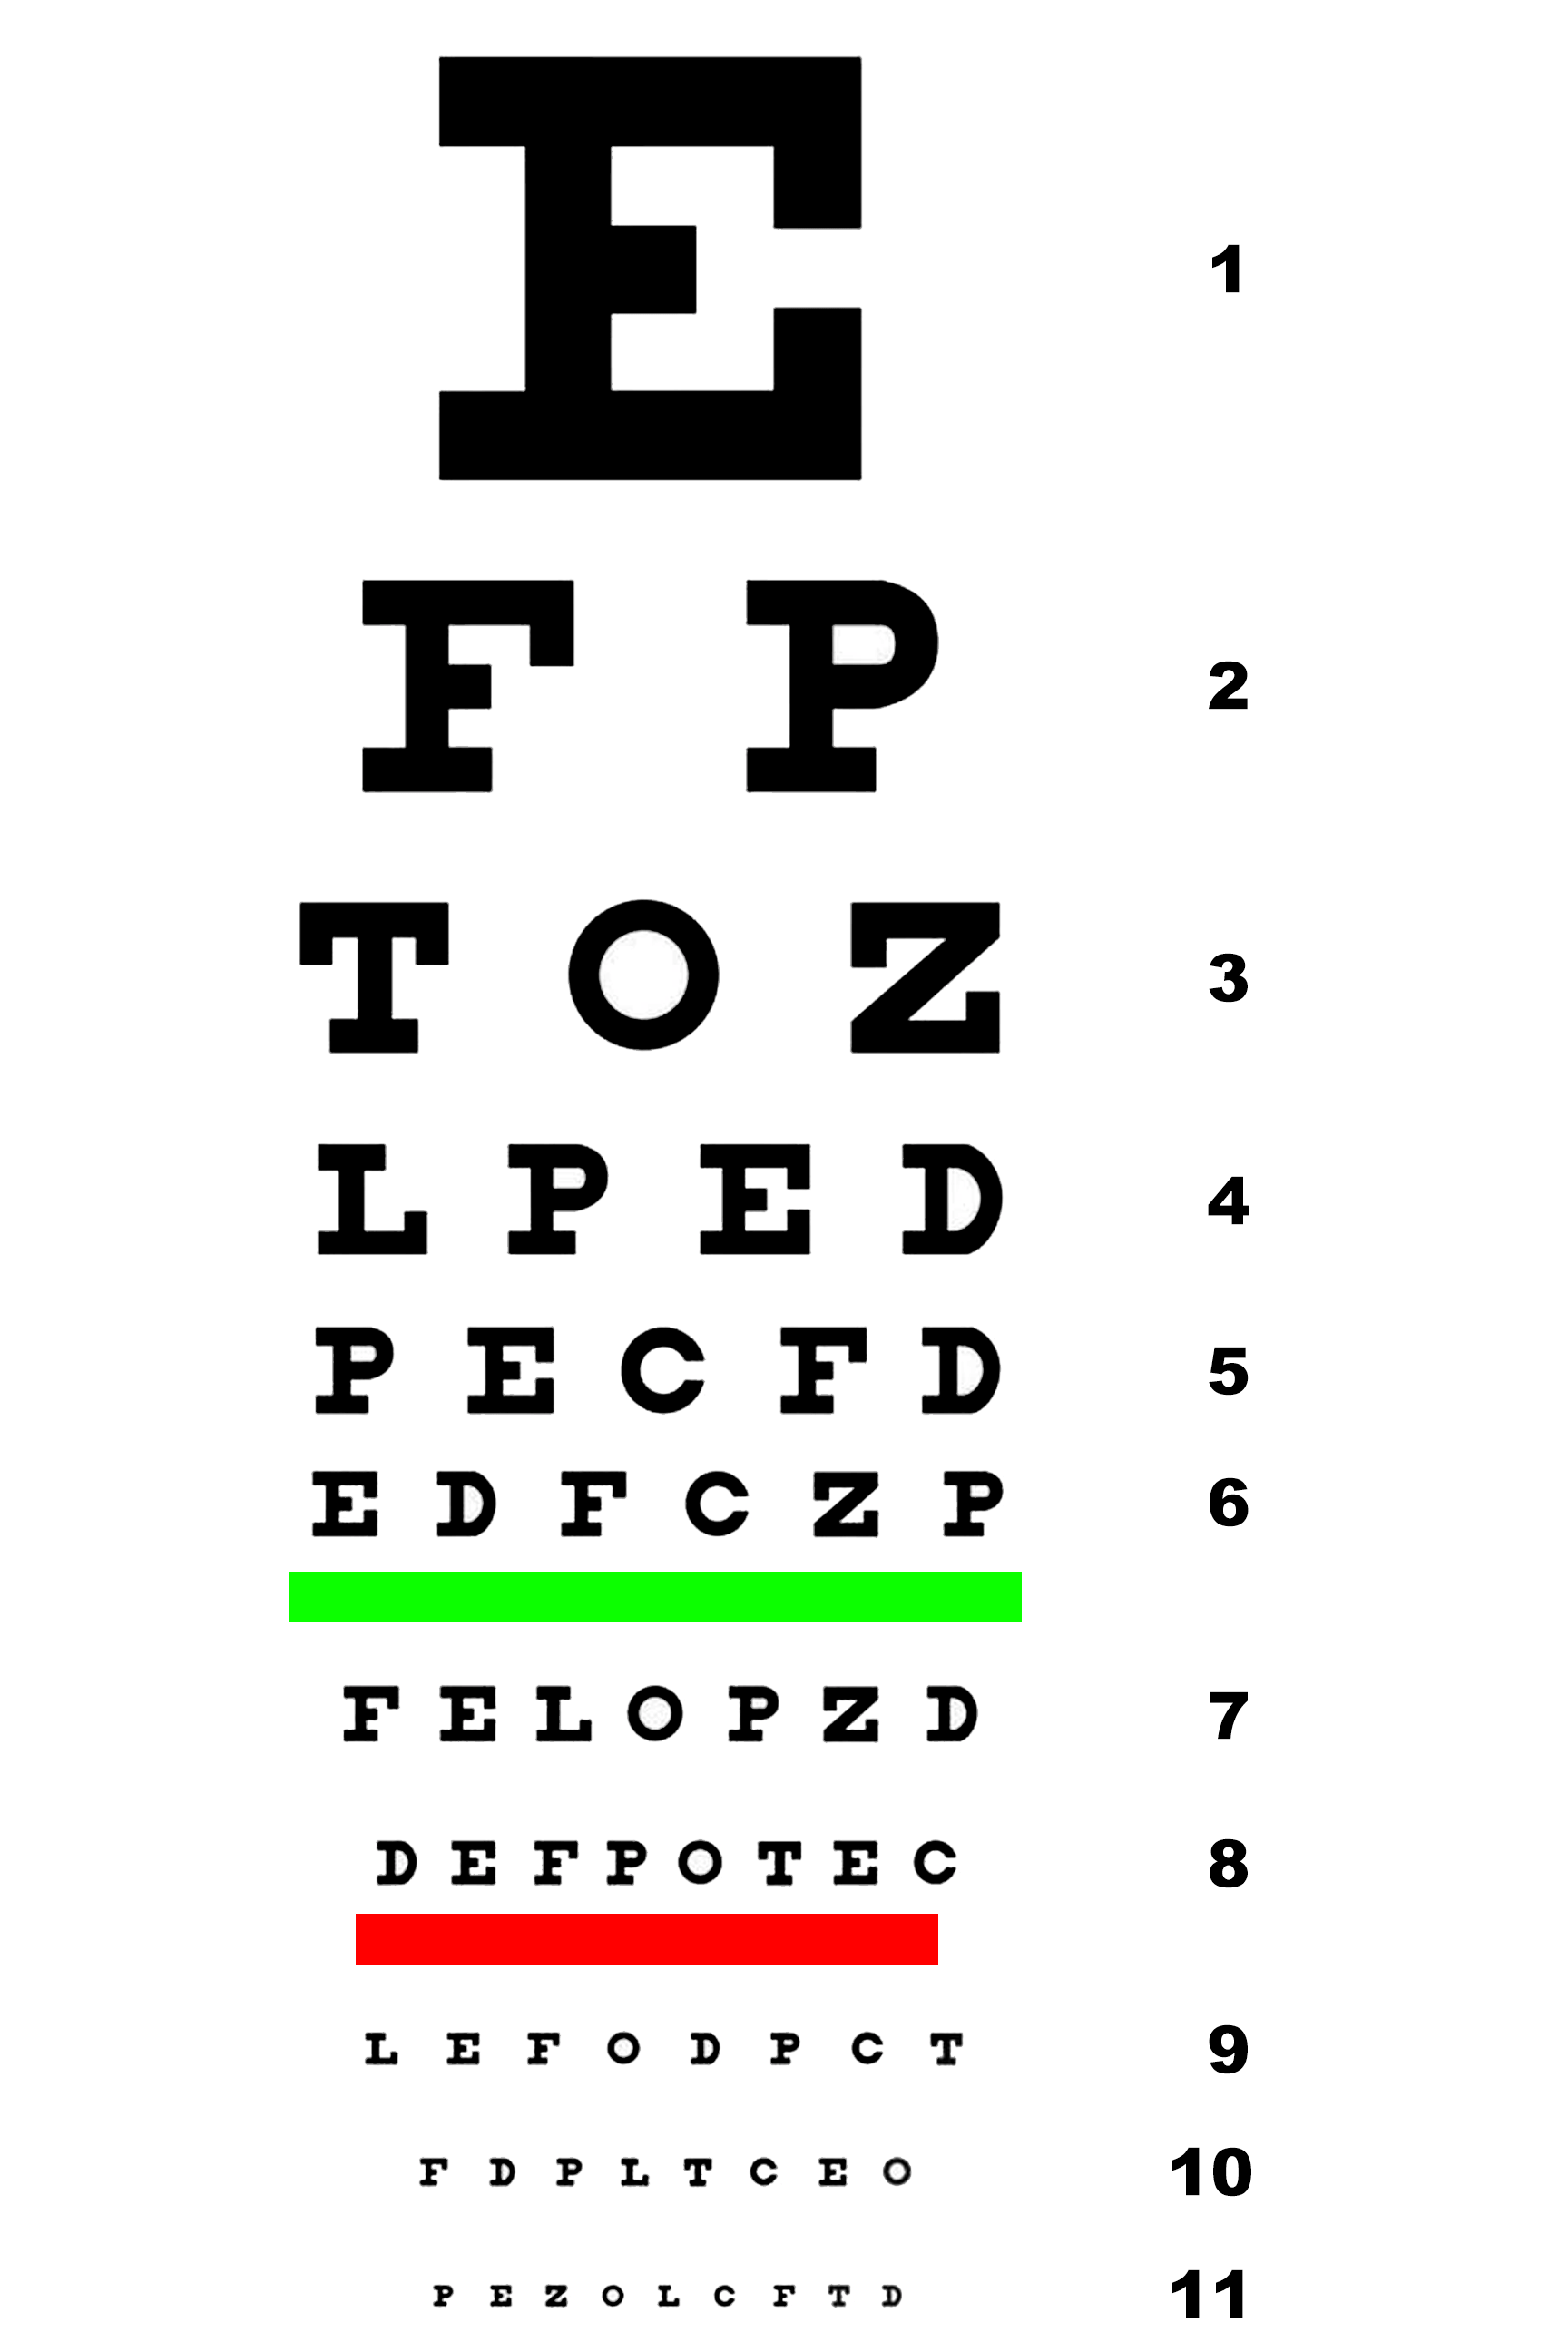 E 1
F P 2
T O Z 3
L P E D 4
P E C F D 5
E D F C Z P 6
F E L O P Z D 7
D E F P O T E C 8
L E F O D P C T 9
F D P L T C E O 10
P E Z O L C F T D 11